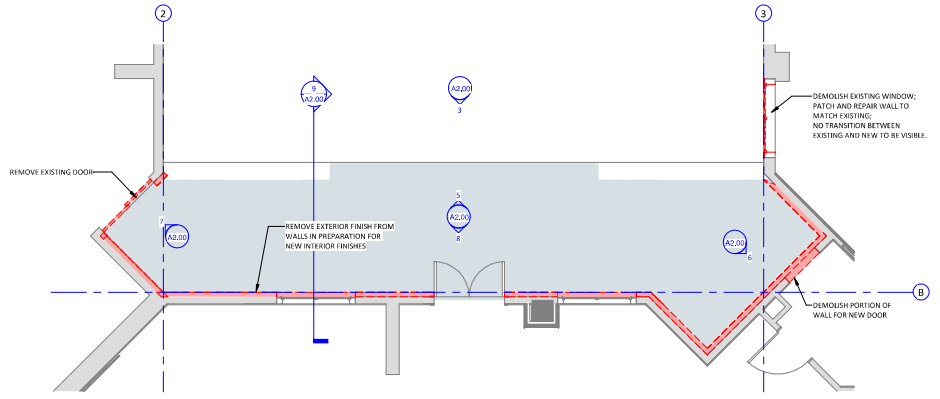 2
3
9
A2.00
A2.00
3
DEMOLISH EXISTING WINDOW;
PATCH AND REPAIR WALL TO
MATCH EXISTING;
NO TRANSITION BETWEEN
EXISTING AND NEW TO BE VISIBLE.
REMOVE EXISTING DOOR
5
A2.00
8
7
A2.00
REMOVE EXTERIOR FINISH FROM
WALLS IN PREPARATION FOR
NEW INTERIOR FINISHES
A2.00
6
B
DEMOLISH PORTION OF
WALL FOR NEW DOOR